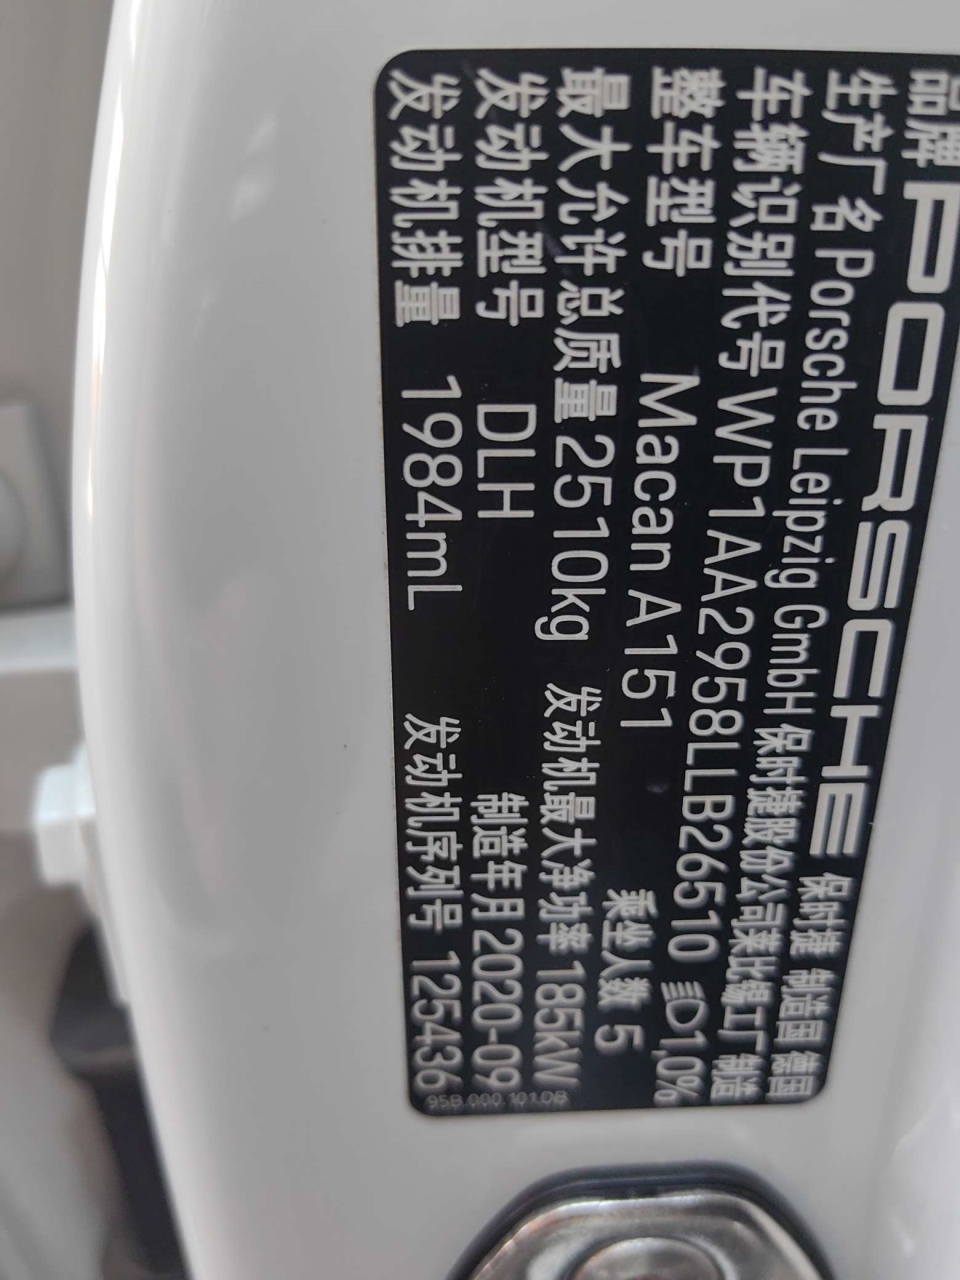 品牌 PORSCHE 保时捷 制造国 德国
生产厂名 Porsche Leipzig GmbH 保时捷股份公司莱比锡工厂 制造
车辆识别代号 WP1AA2958LLB26510 1,0%
整车型号 Macan A151 乘坐人数 5
最大允许总质量 2510kg 发动机最大净功率 185kW
发动机型号 DLH 制造年月 2020-09
发动机排量 1984mL 发动机序列号 125436
95B.000.101.DB